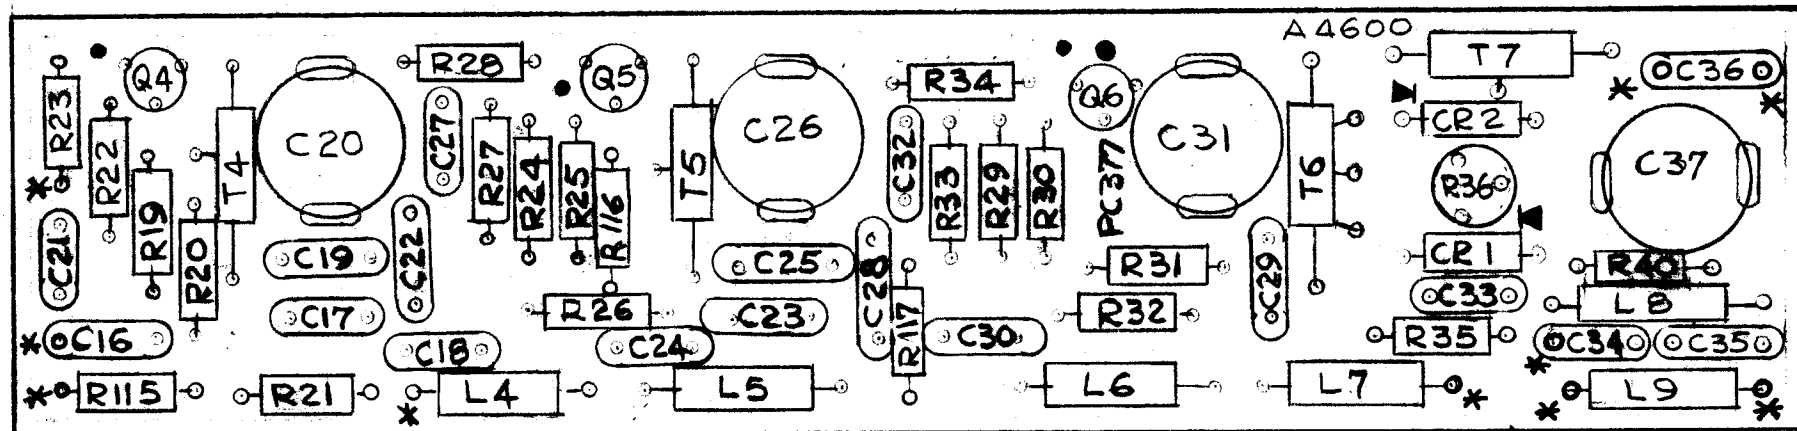 A4600
R23
Q4
R22
R19
R20
T4
C20
R28
C27
R27
R24
Q5
R25
R116
T5
C26
R34
C32
R33
R29
R30
Q6
PC377
C31
T6
T7
CR2
R36
CR1
C36
C37
C21
C19
C22
C17
C16
C18
R115
R21
L4
R26
C25
C23
C24
L5
C28
R117
C30
R31
R32
L6
C29
L7
C33
R35
R40
L8
C34
C35
L9